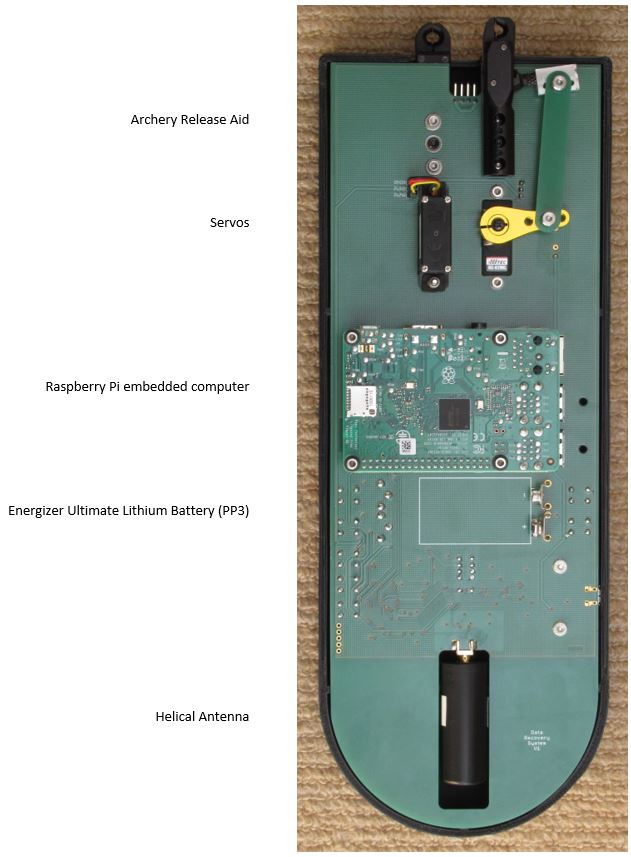 Archery Release Aid
Servos
Raspberry Pi embedded computer
Energizer Ultimate Lithium Battery (PP3)
Helical Antenna
Data
Recovery
System
V1